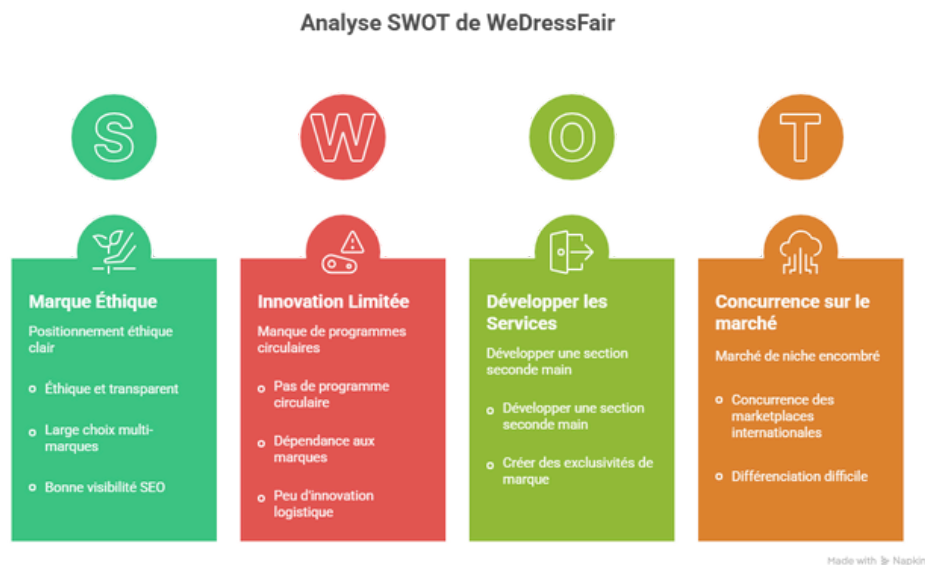 Analyse SWOT de WeDressFair
S
W
O
T
Marque Éthique
Positionnement éthique
clair
Éthique et transparent
Large choix multi-
marques
Bonne visibilité SEO
Innovation Limitée
Manque de programmes
circulaires
Pas de programme
circulaire
Dépendance aux
marques
Peu d'innovation
logistique
Développer les
Services
Développer une section
seconde main
Développer une section
seconde main
Créer des exclusivités de
marque
Concurrence sur le
marché
Marché de niche encombré
Concurrence des
marketplaces
internationales
Différenciation difficile
Made with Napkin